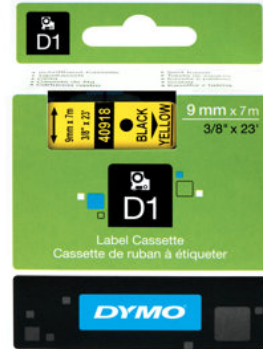 D1
9mm x 7m
3/8" x 23'
40918
BLACK
YELLOW
9 mm x 7m
3/8" x 23'
D1
Label Cassette
Cassette de ruban à étiqueter
DYMO